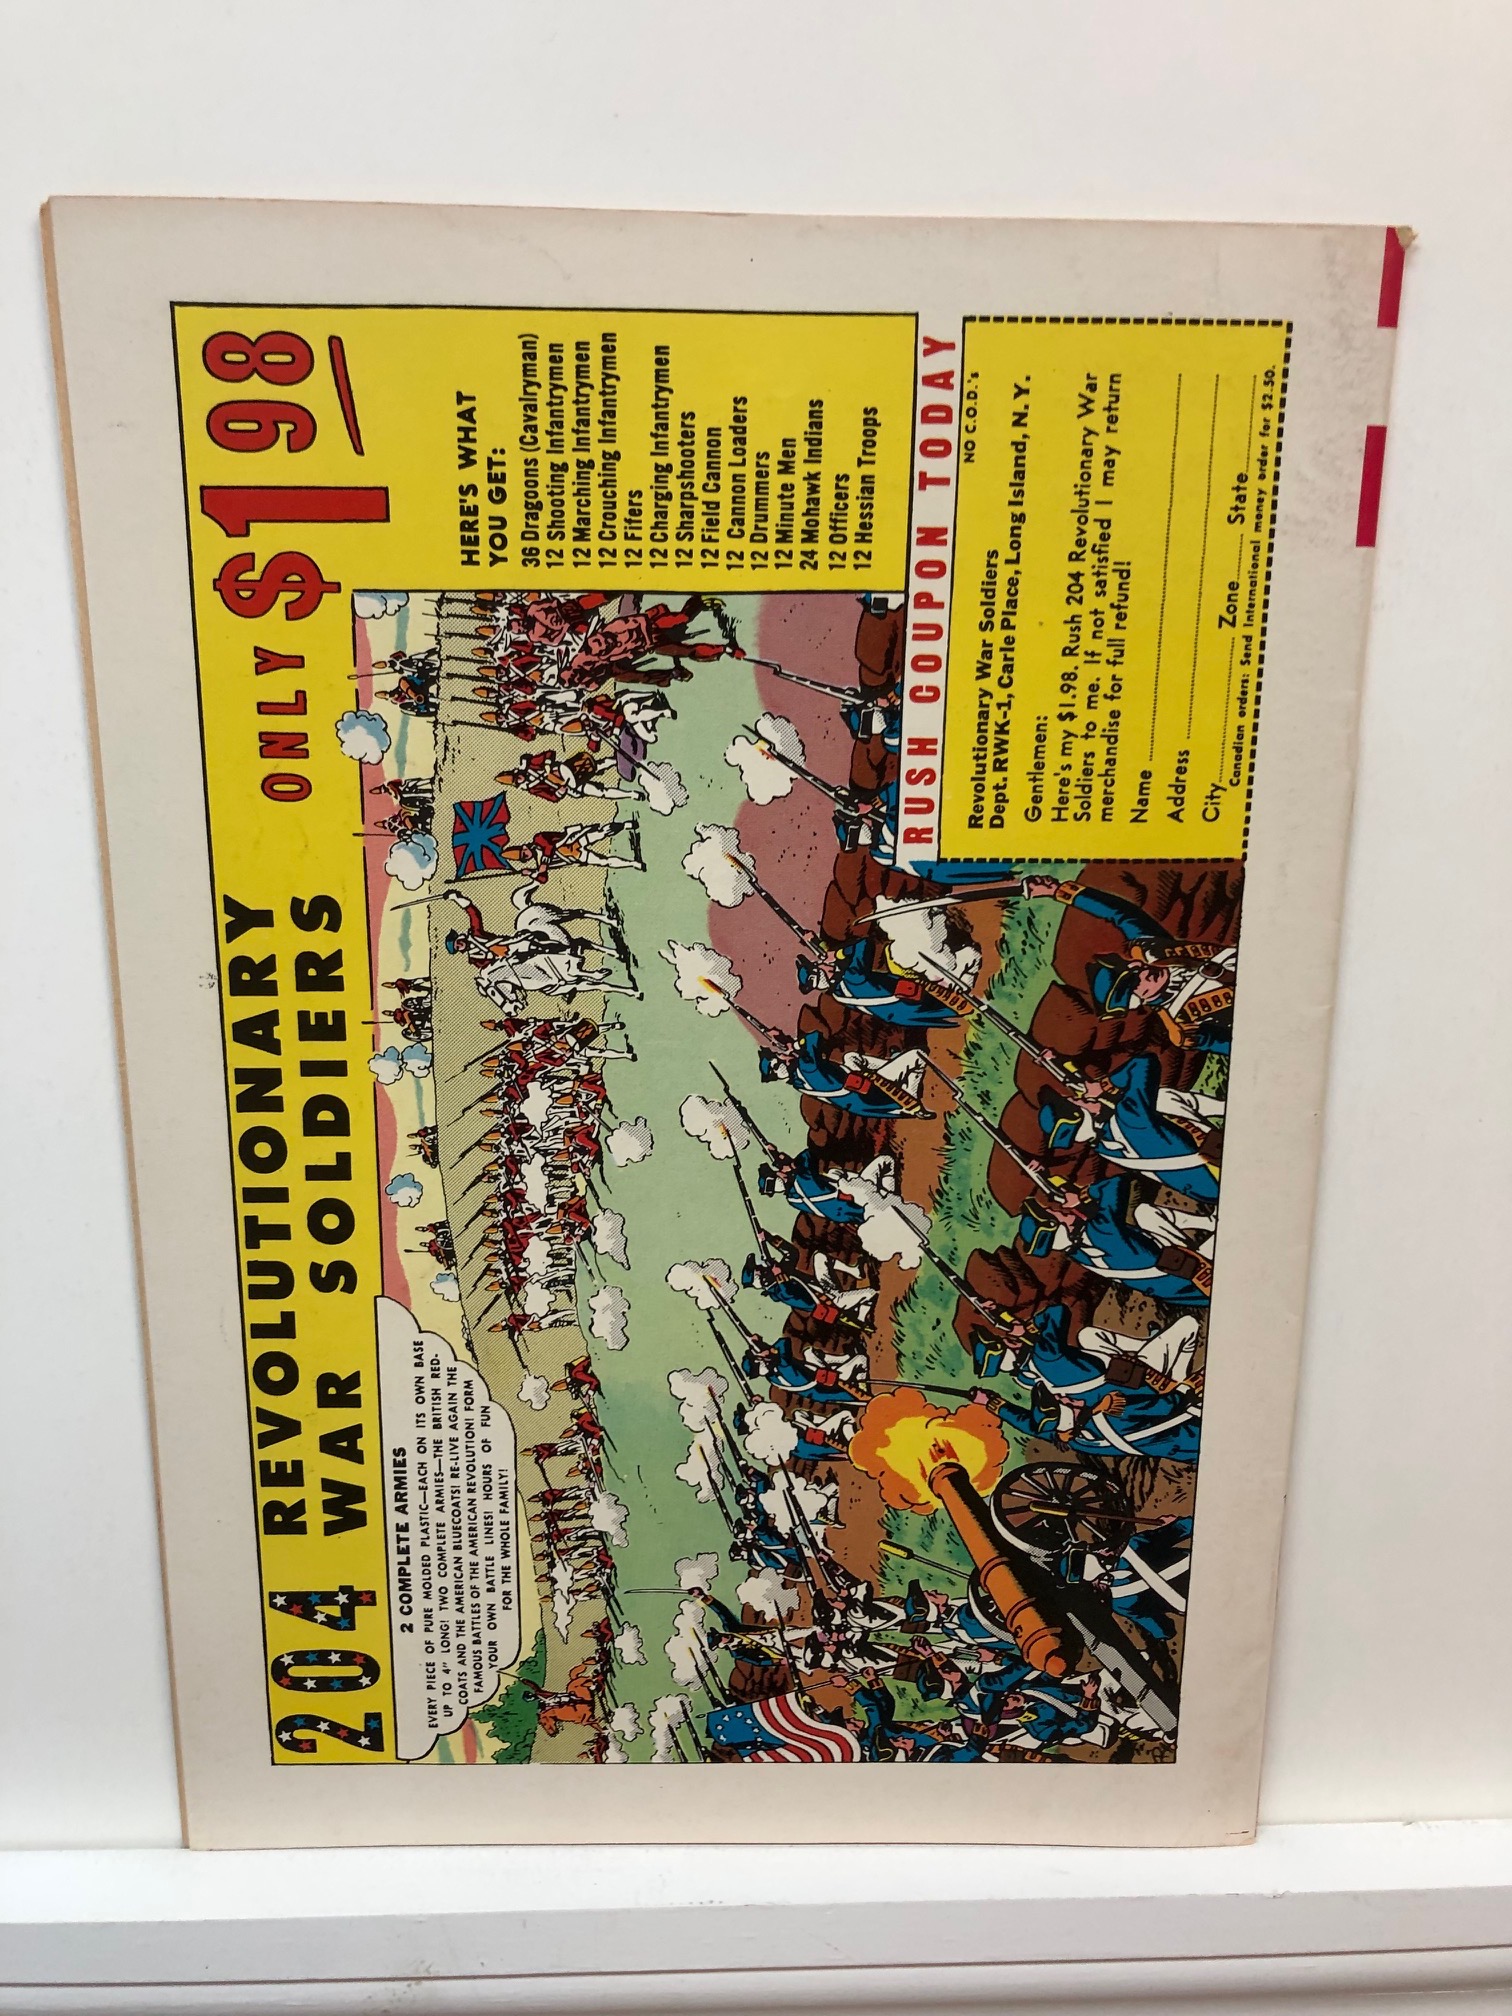 204 REVOLUTIONARY
WAR SOLDIERS
ONLY $1 98
2 COMPLETE ARMIES
EVERY PIECE OF PURE MOLDED PLASTIC—EACH ON ITS OWN BASE
UP TO 4" LONG! TWO COMPLETE ARMIES—THE BRITISH RED-
COATS AND THE AMERICAN BLUECOATS! RE-LIVE AGAIN THE
FAMOUS BATTLES OF THE AMERICAN REVOLUTION! FORM
YOUR OWN BATTLE LINES! HOURS OF FUN
FOR THE WHOLE FAMILY!
HERE'S WHAT
YOU GET:
36 Dragoons (Cavalryman)
12 Shooting Infantrymen
12 Marching Infantrymen
12 Crouching Infantrymen
12 Fifers
12 Charging Infantrymen
12 Sharpshooters
12 Field Cannon
12 Cannon Loaders
12 Drummers
12 Minute Men
24 Mohawk Indians
12 Officers
12 Hessian Troops
RUSH COUPON TODAY
NO C.O.D.'s
Revolutionary War Soldiers
Dept. RWK-1, Carle Place, Long Island, N. Y.
Gentlemen:
Here's my $1.98. Rush 204 Revolutionary War
Soldiers to me. If not satisfied I may return
merchandise for full refund!
Name
Address
City Zone State
Canadian orders: Send International money order for $2.50.